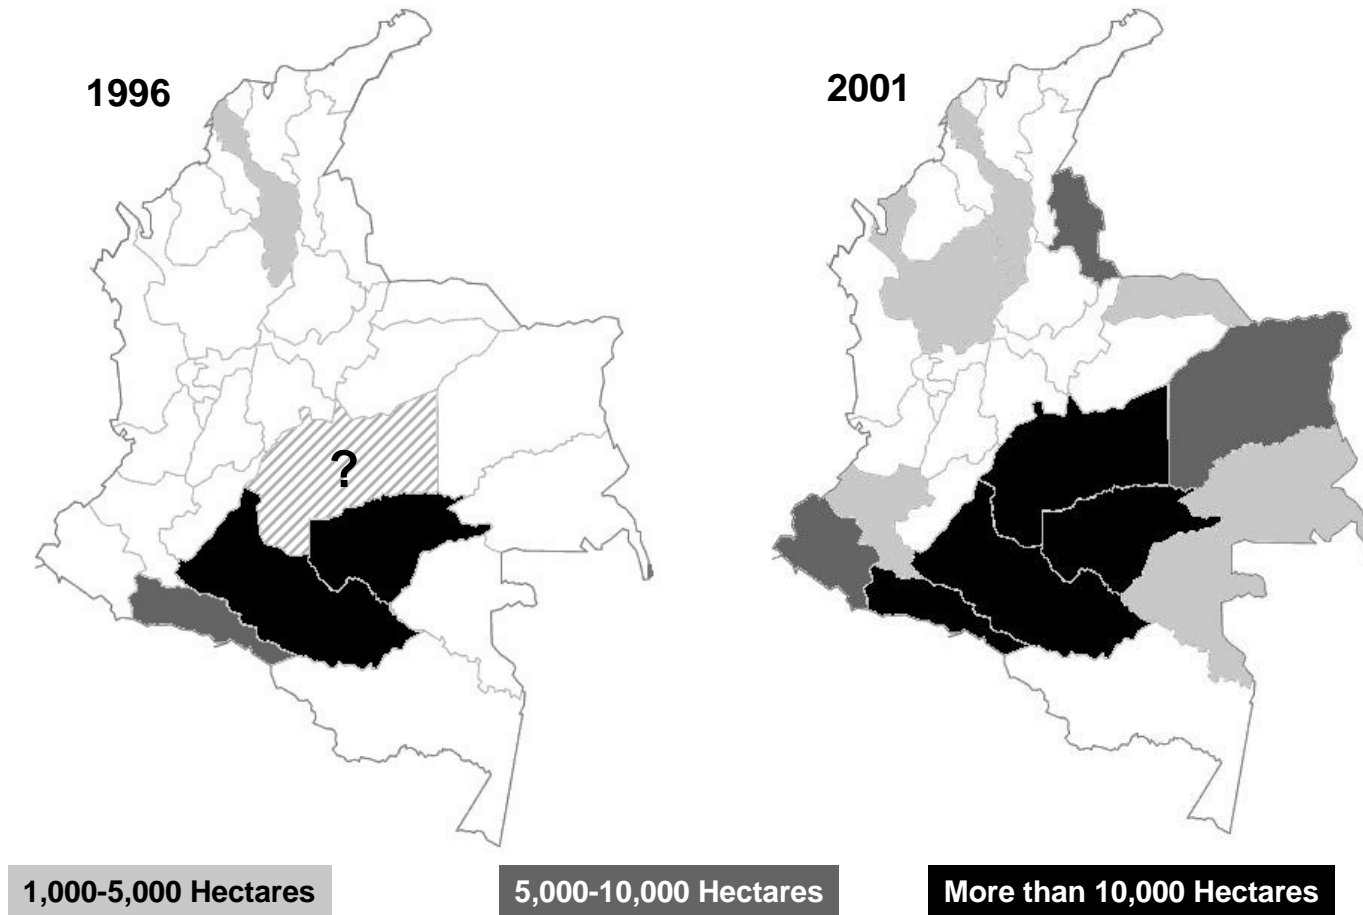 1996
2001
?
1,000-5,000 Hectares
5,000-10,000 Hectares
More than 10,000 Hectares